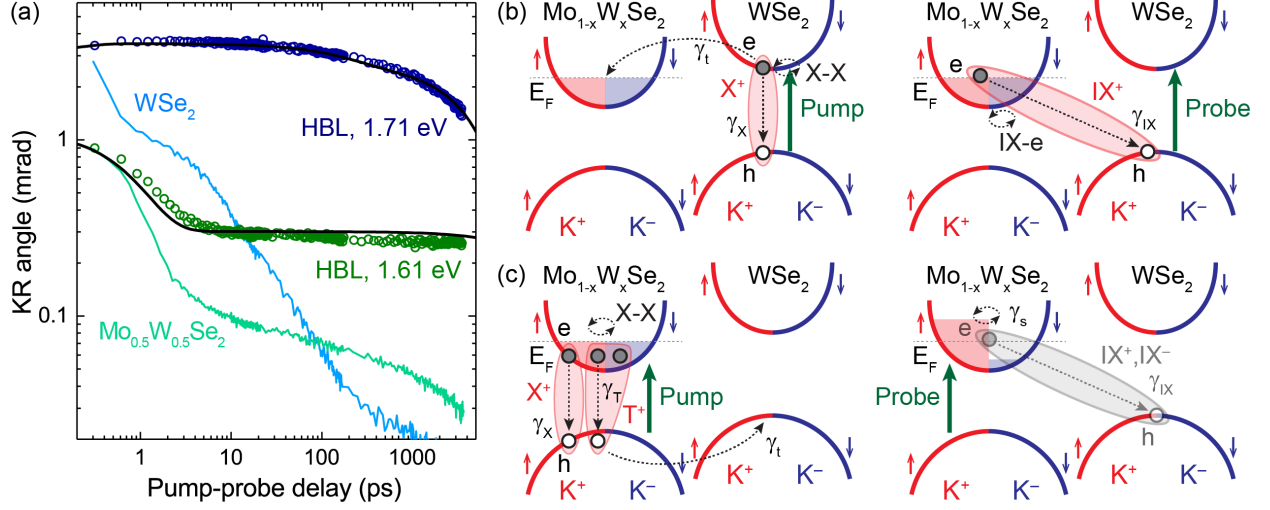 (a)
KR angle (mrad)
1
0.1
WSe2
HBL, 1.71 eV
HBL, 1.61 eV
Mo0.5W0.5Se2
1 10 100 1000
Pump-probe delay (ps)
(b)
Mo1-xWxSe2 WSe2
e
γt
X-X
EF
X+
Pump
γX
h
K+ K– K+ K–
Mo1-xWxSe2 WSe2
e
EF
IX+
Probe
γIX
IX-e
h
K+ K– K+ K–
(c)
Mo1-xWxSe2 WSe2
X-X
e
EF
X+
γT
Pump
T+
γX
h
γt
K+ K– K+ K–
Mo1-xWxSe2 WSe2
γs
e
EF
IX+,IX–
γIX
Probe
h
K+ K– K+ K–